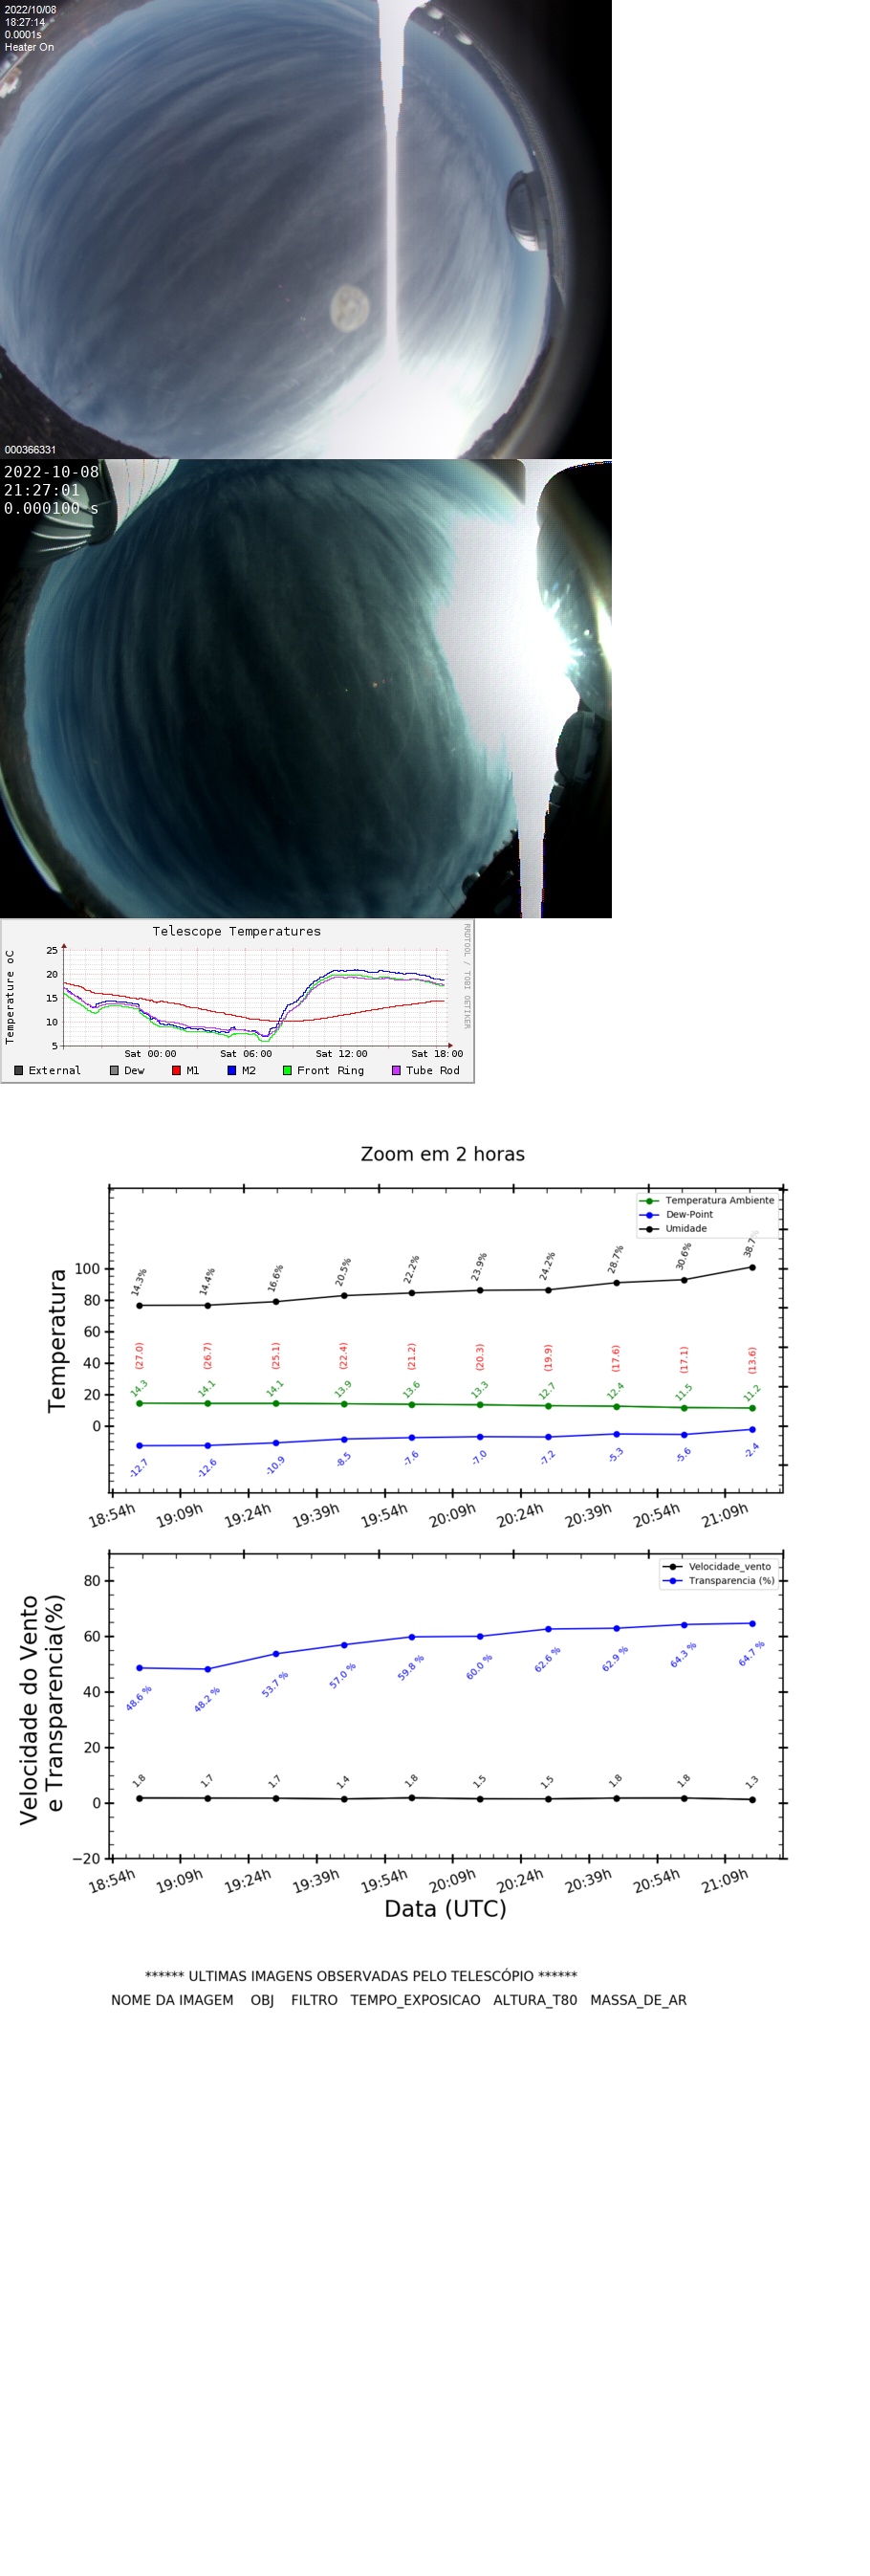 2022/10/08
18:27:14
0.0001s
Heater On
000366331
2022-10-08
21:27:01
0.000100 s
Telescope Temperatures
RRDTOOL / TOBI OETIKER
Temperature oC
25
20
15
10
5
Sat 00:00 Sat 06:00 Sat 12:00 Sat 18:00
External Dew M1 M2 Front Ring Tube Rod
Zoom em 2 horas
Temperatura Ambiente
Dew-Point
Umidade
Temperatura
100
80
60
40
20
0
14.3% 14.4% 16.6% 20.5% 22.2% 23.9% 24.2% 28.7% 30.6% 38.7%
(27.0) (26.7) (25.1) (22.4) (21.2) (20.3) (19.9) (17.6) (17.1) (13.6)
14.3 14.1 14.1 13.9 13.6 13.3 12.7 12.4 11.5 11.2
-12.7 -12.6 -10.9 -8.5 -7.6 -7.0 -7.2 -5.3 -5.6 -2.4
18:54h 19:09h 19:24h 19:39h 19:54h 20:09h 20:24h 20:39h 20:54h 21:09h
Velocidade_vento
Transparencia (%)
Velocidade do Vento
e Transparencia(%)
80
60
40
20
0
−20
48.6 % 48.2 % 53.7 % 57.0 % 59.8 % 60.0 % 62.6 % 62.9 % 64.3 % 64.7 %
1.8 1.7 1.7 1.4 1.8 1.5 1.5 1.8 1.8 1.3
18:54h 19:09h 19:24h 19:39h 19:54h 20:09h 20:24h 20:39h 20:54h 21:09h
Data (UTC)
****** ULTIMAS IMAGENS OBSERVADAS PELO TELESCÓPIO ******
NOME DA IMAGEM OBJ FILTRO TEMPO_EXPOSICAO ALTURA_T80 MASSA_DE_AR